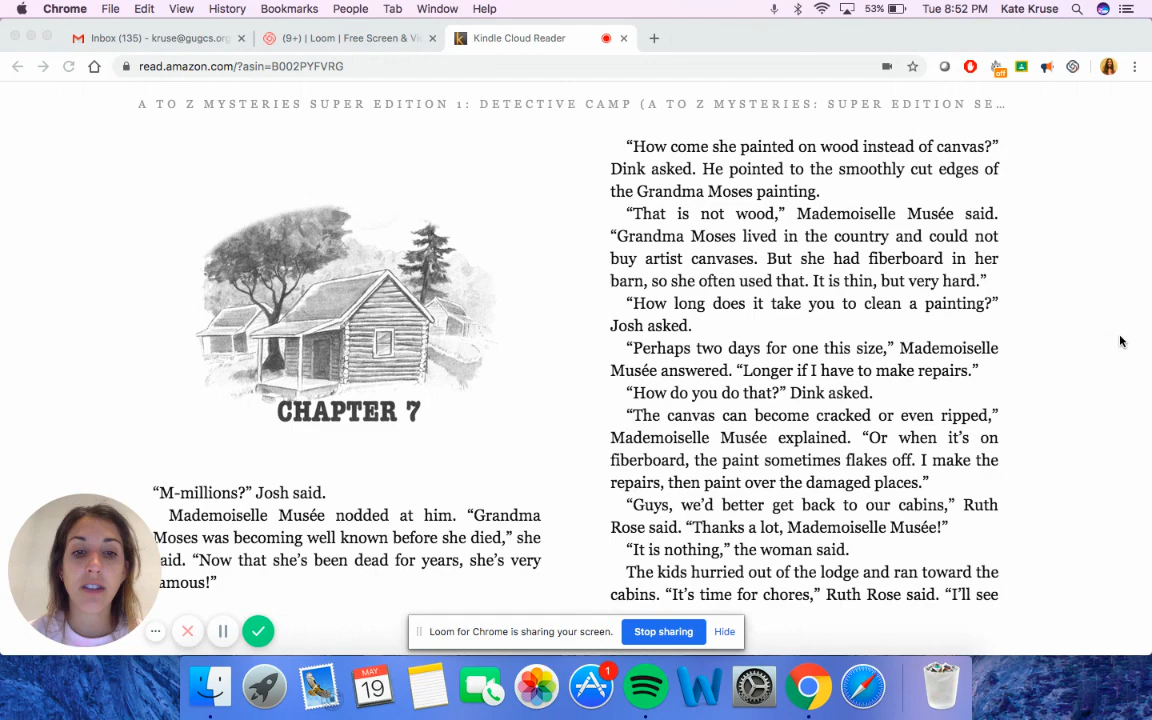 Chrome File Edit View History Bookmarks People Tab Window Help 53% Tue 8:52 PM Kate Kruse
Inbox (135) - kruse@gugcs.org
(9+) Loom | Free Screen & Vi
Kindle Cloud Reader
read.amazon.com/?asin=B002PYFVRG
off
A TO Z MYSTERIES SUPER EDITION 1: DETECTIVE CAMP (A TO Z MYSTERIES: SUPER EDITION SE…
CHAPTER 7
“M-millions?” Josh said.
Mademoiselle Musée nodded at him. “Grandma
Moses was becoming well known before she died,” she
said. “Now that she’s been dead for years, she’s very
famous!”
“How come she painted on wood instead of canvas?”
Dink asked. He pointed to the smoothly cut edges of
the Grandma Moses painting.
“That is not wood,” Mademoiselle Musée said.
“Grandma Moses lived in the country and could not
buy artist canvases. But she had fiberboard in her
barn, so she often used that. It is thin, but very hard.”
“How long does it take you to clean a painting?”
Josh asked.
“Perhaps two days for one this size,” Mademoiselle
Musée answered. “Longer if I have to make repairs.”
“How do you do that?” Dink asked.
“The canvas can become cracked or even ripped,”
Mademoiselle Musée explained. “Or when it’s on
fiberboard, the paint sometimes flakes off. I make the
repairs, then paint over the damaged places.”
“Guys, we’d better get back to our cabins,” Ruth
Rose said. “Thanks a lot, Mademoiselle Musée!”
“It is nothing,” the woman said.
The kids hurried out of the lodge and ran toward the
cabins. “It’s time for chores,” Ruth Rose said. “I’ll see
Loom for Chrome is sharing your screen. Stop sharing Hide
MAY
19
1